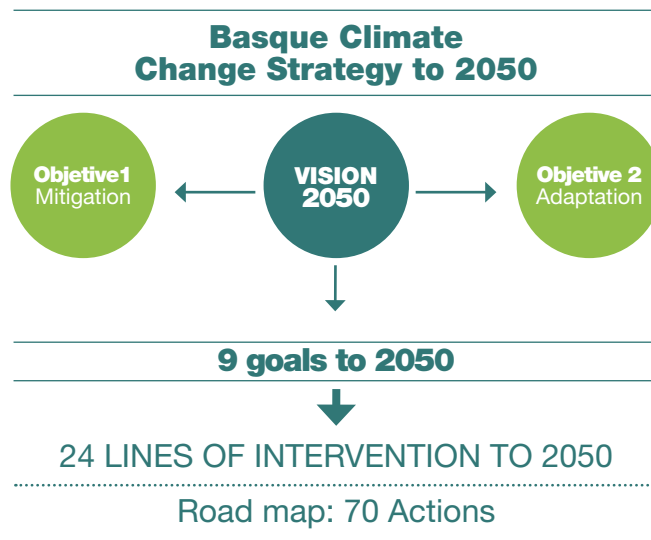 Basque Climate
Change Strategy to 2050
Objetive1
Mitigation
VISION
2050
Objetive 2
Adaptation
9 goals to 2050
24 LINES OF INTERVENTION TO 2050
Road map: 70 Actions